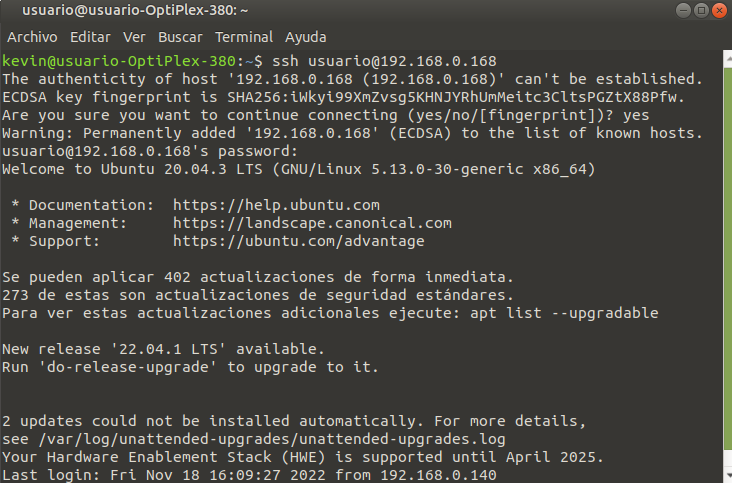 usuario@usuario-OptiPlex-380: ~
Archivo Editar Ver Buscar Terminal Ayuda
kevin@usuario-OptiPlex-380:~$ ssh usuario@192.168.0.168
The authenticity of host '192.168.0.168 (192.168.0.168)' can't be established.
ECDSA key fingerprint is SHA256:iWkyi99XmZvsg5KHNJYRhUmMeitc3CltsPGZtX88Pfw.
Are you sure you want to continue connecting (yes/no/[fingerprint])? yes
Warning: Permanently added '192.168.0.168' (ECDSA) to the list of known hosts.
usuario@192.168.0.168's password:
Welcome to Ubuntu 20.04.3 LTS (GNU/Linux 5.13.0-30-generic x86_64)
* Documentation:  https://help.ubuntu.com
* Management:     https://landscape.canonical.com
* Support:        https://ubuntu.com/advantage
Se pueden aplicar 402 actualizaciones de forma inmediata.
273 de estas son actualizaciones de seguridad estándares.
Para ver estas actualizaciones adicionales ejecute: apt list --upgradable
New release '22.04.1 LTS' available.
Run 'do-release-upgrade' to upgrade to it.
2 updates could not be installed automatically. For more details,
see /var/log/unattended-upgrades/unattended-upgrades.log
Your Hardware Enablement Stack (HWE) is supported until April 2025.
Last login: Fri Nov 18 16:09:27 2022 from 192.168.0.140